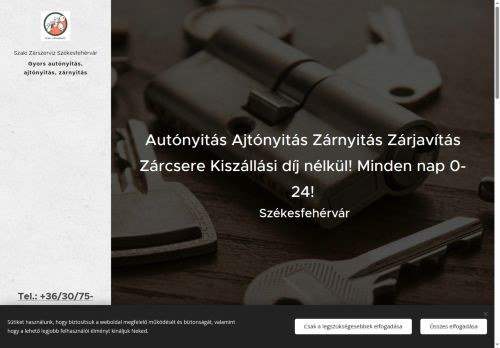 Szaki Zárszerviz Székesfehérvár
Gyors autónyitás,
ajtónyitás, zárnyitás
Tel.: +36/30/75-
Autónyitás Ajtónyitás Zárnyitás Zárjavítás
Zárcsere Kiszállási díj nélkül! Minden nap 0-
24!
Székesfehérvár
Sütiket használunk, hogy biztosítsuk a weboldal megfelelő működését és biztonságát, valamint
hogy a lehető legjobb felhasználói élményt kínáljuk Neked.
Csak a legszükségesebbek elfogadása
Összes elfogadása